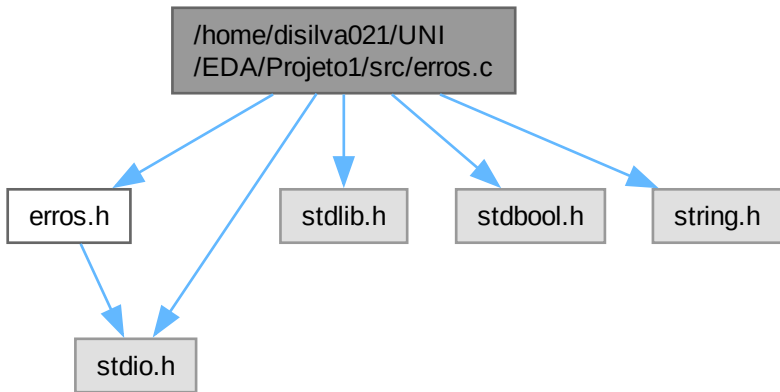 /home/disilva021/UNI
/EDA/Projeto1/src/erros.c
erros.h
stdlib.h
stdbool.h
string.h
stdio.h